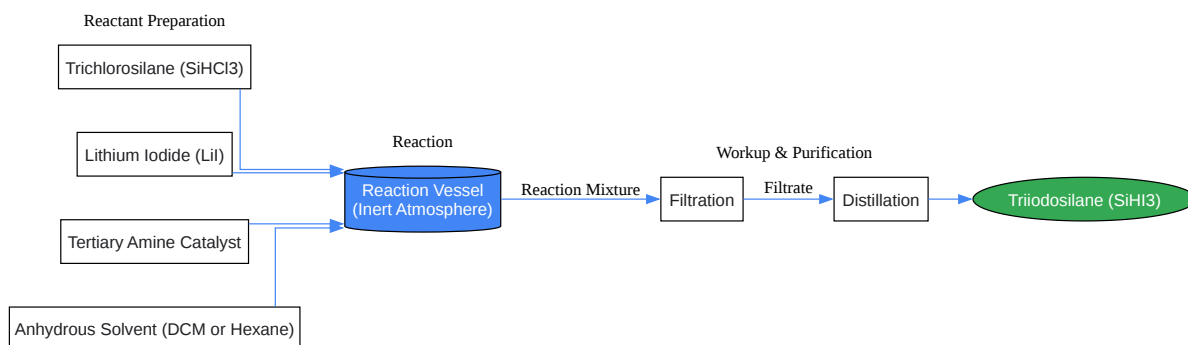 Reactant Preparation
Trichlorosilane (SiHCl3)
Lithium Iodide (LiI)
Tertiary Amine Catalyst
Anhydrous Solvent (DCM or Hexane)
Reaction
Reaction Vessel
(Inert Atmosphere)
Reaction Mixture
Workup & Purification
Filtration
Filtrate
Distillation
Triiodosilane (SiHI3)